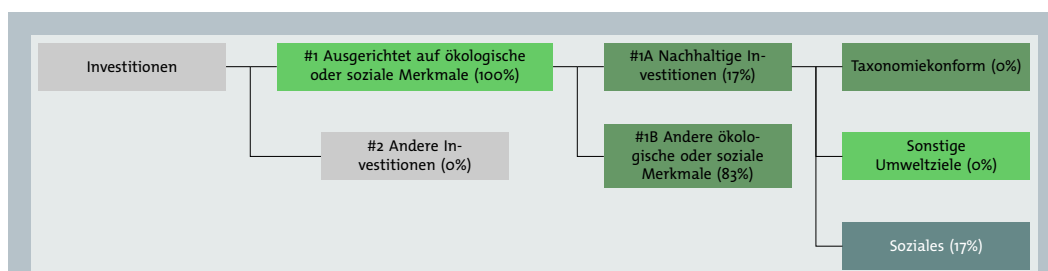 Investitionen
#1 Ausgerichtet auf ökologische
oder soziale Merkmale (100%)
#2 Andere In-
vestitionen (0%)
#1A Nachhaltige In-
vestitionen (17%)
#1B Andere ökolo-
gische oder soziale
Merkmale (83%)
Taxonomiekonform (0%)
Sonstige
Umweltziele (0%)
Soziales (17%)